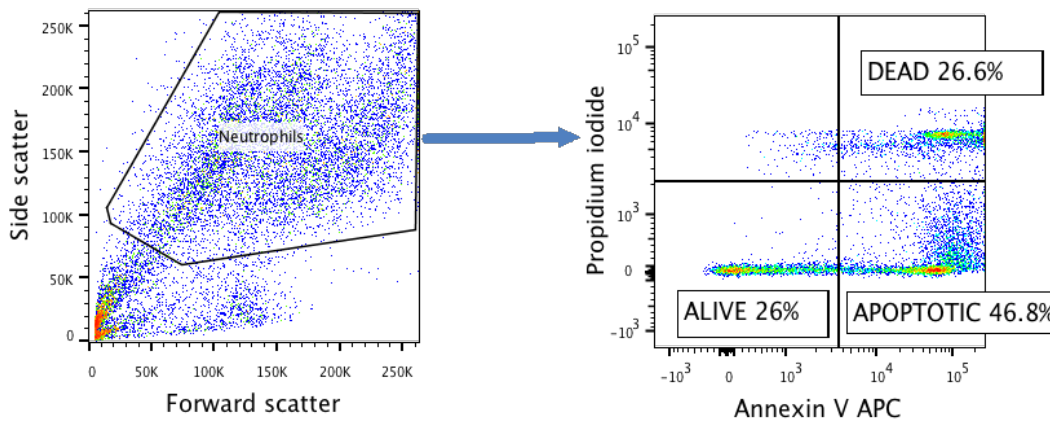 250K
200K
150K
100K
50K
0
Side scatter
Neutrophils
0 50K 100K 150K 200K 250K
Forward scatter
10^5
10^4
10^3
0
-10^3
Propidium iodide
DEAD 26.6%
ALIVE 26%
APOPTOTIC 46.8%
-10^3 0 10^3 10^4 10^5
Annexin V APC